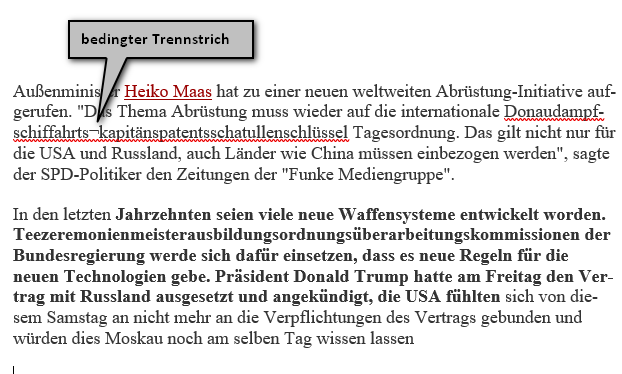 bedingter Trennstrich
Außenminister Heiko Maas hat zu einer neuen weltweiten Abrüstung-Initiative auf-
gerufen. "Das Thema Abrüstung muss wieder auf die internationale Donaudampf-
schiffahrts¬kapitänspatentsschatullenschlüssel Tagesordnung. Das gilt nicht nur für
die USA und Russland, auch Länder wie China müssen einbezogen werden", sagte
der SPD-Politiker den Zeitungen der "Funke Mediengruppe".
In den letzten Jahrzehnten seien viele neue Waffensysteme entwickelt worden.
Teezeremonienmeisterausbildungsordnungsüberarbeitungskommissionen der
Bundesregierung werde sich dafür einsetzen, dass es neue Regeln für die
neuen Technologien gebe. Präsident Donald Trump hatte am Freitag den Ver-
trag mit Russland ausgesetzt und angekündigt, die USA fühlten sich von die-
sem Samstag an nicht mehr an die Verpflichtungen des Vertrags gebunden und
würden dies Moskau noch am selben Tag wissen lassen